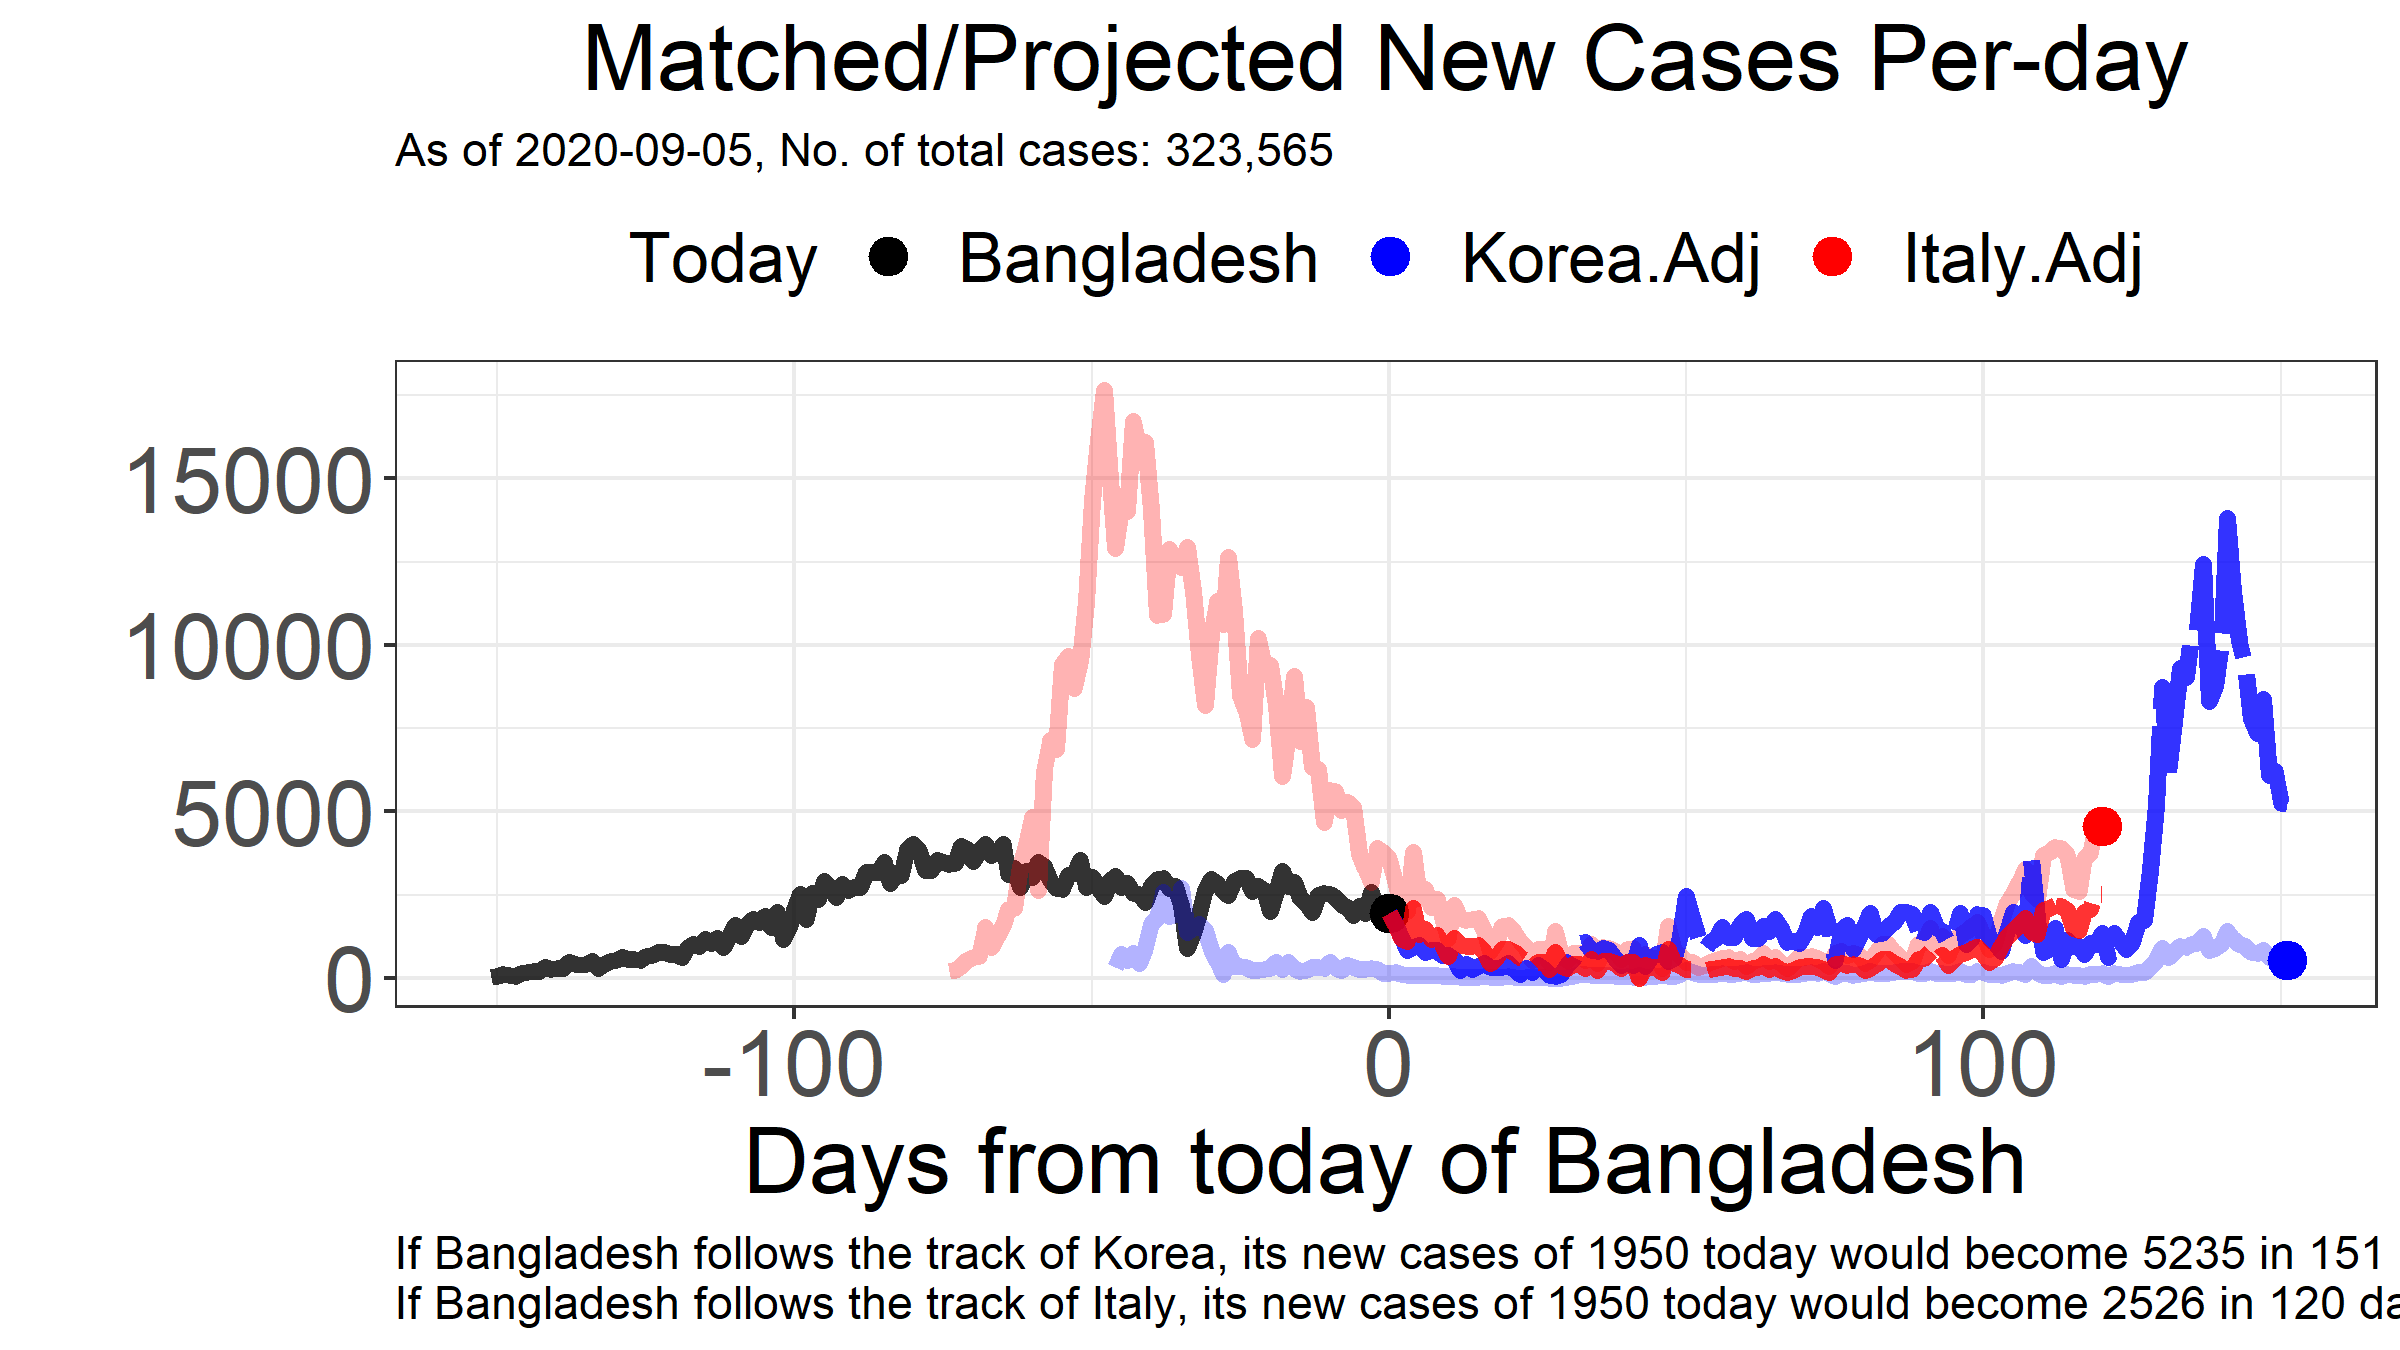 Matched/Projected New Cases Per-day
As of 2020-09-05, No. of total cases: 323,565
Today Bangladesh Korea.Adj Italy.Adj
15000
10000
5000
0
-100 0 100
Days from today of Bangladesh
If Bangladesh follows the track of Korea, its new cases of 1950 today would become 5235 in 151
If Bangladesh follows the track of Italy, its new cases of 1950 today would become 2526 in 120